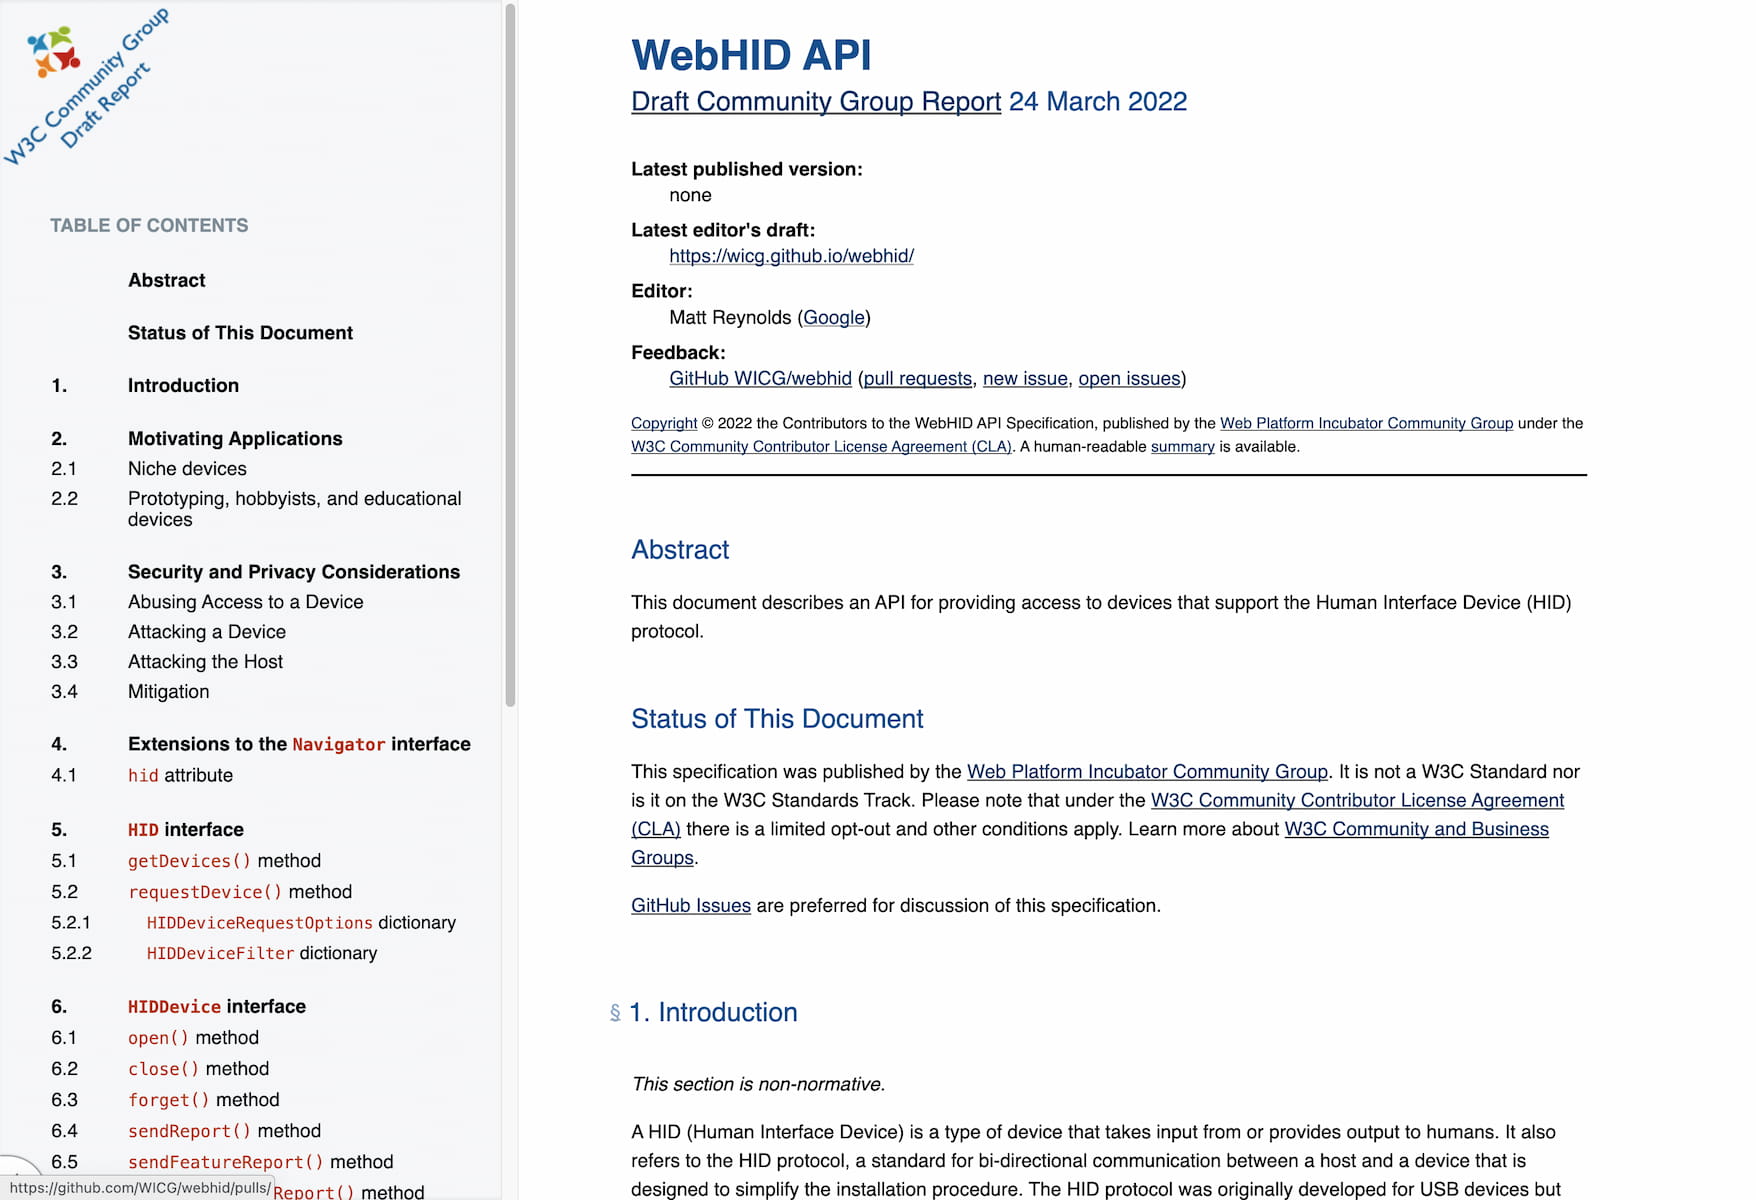 W3C Community Group
Draft Report
TABLE OF CONTENTS
Abstract
Status of This Document
1. Introduction
2. Motivating Applications
2.1 Niche devices
2.2 Prototyping, hobbyists, and educational
devices
3. Security and Privacy Considerations
3.1 Abusing Access to a Device
3.2 Attacking a Device
3.3 Attacking the Host
3.4 Mitigation
4. Extensions to the Navigator interface
4.1 hid attribute
5. HID interface
5.1 getDevices() method
5.2 requestDevice() method
5.2.1 HIDDeviceRequestOptions dictionary
5.2.2 HIDDeviceFilter dictionary
6. HIDDevice interface
6.1 open() method
6.2 close() method
6.3 forget() method
6.4 sendReport() method
6.5 sendFeatureReport() method
https://github.com/WICG/webhid/pulls/ Report() method
WebHID API
Draft Community Group Report 24 March 2022
Latest published version:
none
Latest editor's draft:
https://wicg.github.io/webhid/
Editor:
Matt Reynolds (Google)
Feedback:
GitHub WICG/webhid (pull requests, new issue, open issues)
Copyright © 2022 the Contributors to the WebHID API Specification, published by the Web Platform Incubator Community Group under the
W3C Community Contributor License Agreement (CLA). A human-readable summary is available.
Abstract
This document describes an API for providing access to devices that support the Human Interface Device (HID)
protocol.
Status of This Document
This specification was published by the Web Platform Incubator Community Group. It is not a W3C Standard nor
is it on the W3C Standards Track. Please note that under the W3C Community Contributor License Agreement
(CLA) there is a limited opt-out and other conditions apply. Learn more about W3C Community and Business
Groups.
GitHub Issues are preferred for discussion of this specification.
§ 1. Introduction
This section is non-normative.
A HID (Human Interface Device) is a type of device that takes input from or provides output to humans. It also
refers to the HID protocol, a standard for bi-directional communication between a host and a device that is
designed to simplify the installation procedure. The HID protocol was originally developed for USB devices but